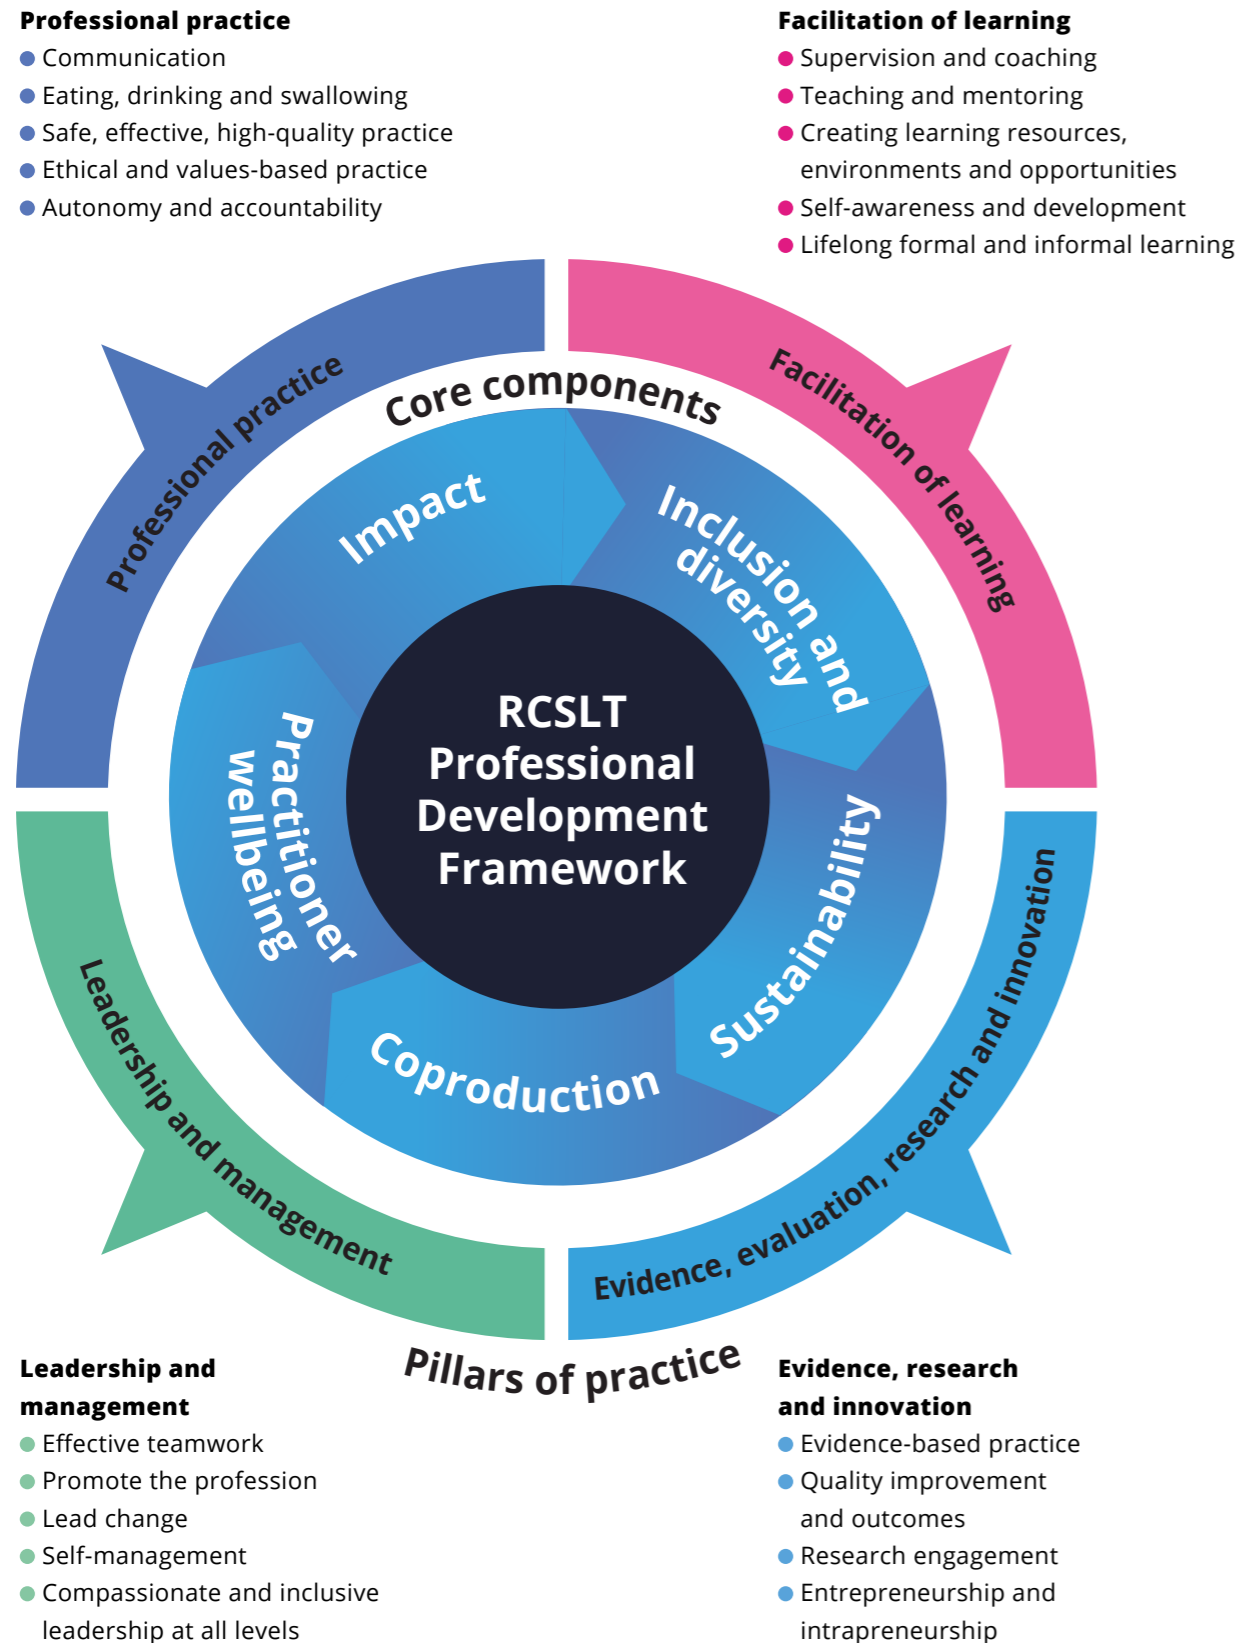 Professional practice
Communication
Eating, drinking and swallowing
Safe, effective, high-quality practice
Ethical and values-based practice
Autonomy and accountability
Facilitation of learning
Supervision and coaching
Teaching and mentoring
Creating learning resources,
environments and opportunities
Self-awareness and development
Lifelong formal and informal learning
Professional practice
Facilitation of learning
Core components
Impact
Inclusion and
diversity
Sustainability
Coproduction
Practitioner
wellbeing
RCSLT
Professional
Development
Framework
Leadership and management
Evidence, evaluation, research and innovation
Pillars of practice
Leadership and
management
Effective teamwork
Promote the profession
Lead change
Self-management
Compassionate and inclusive
leadership at all levels
Evidence, research
and innovation
Evidence-based practice
Quality improvement
and outcomes
Research engagement
Entrepreneurship and
intrapreneurship